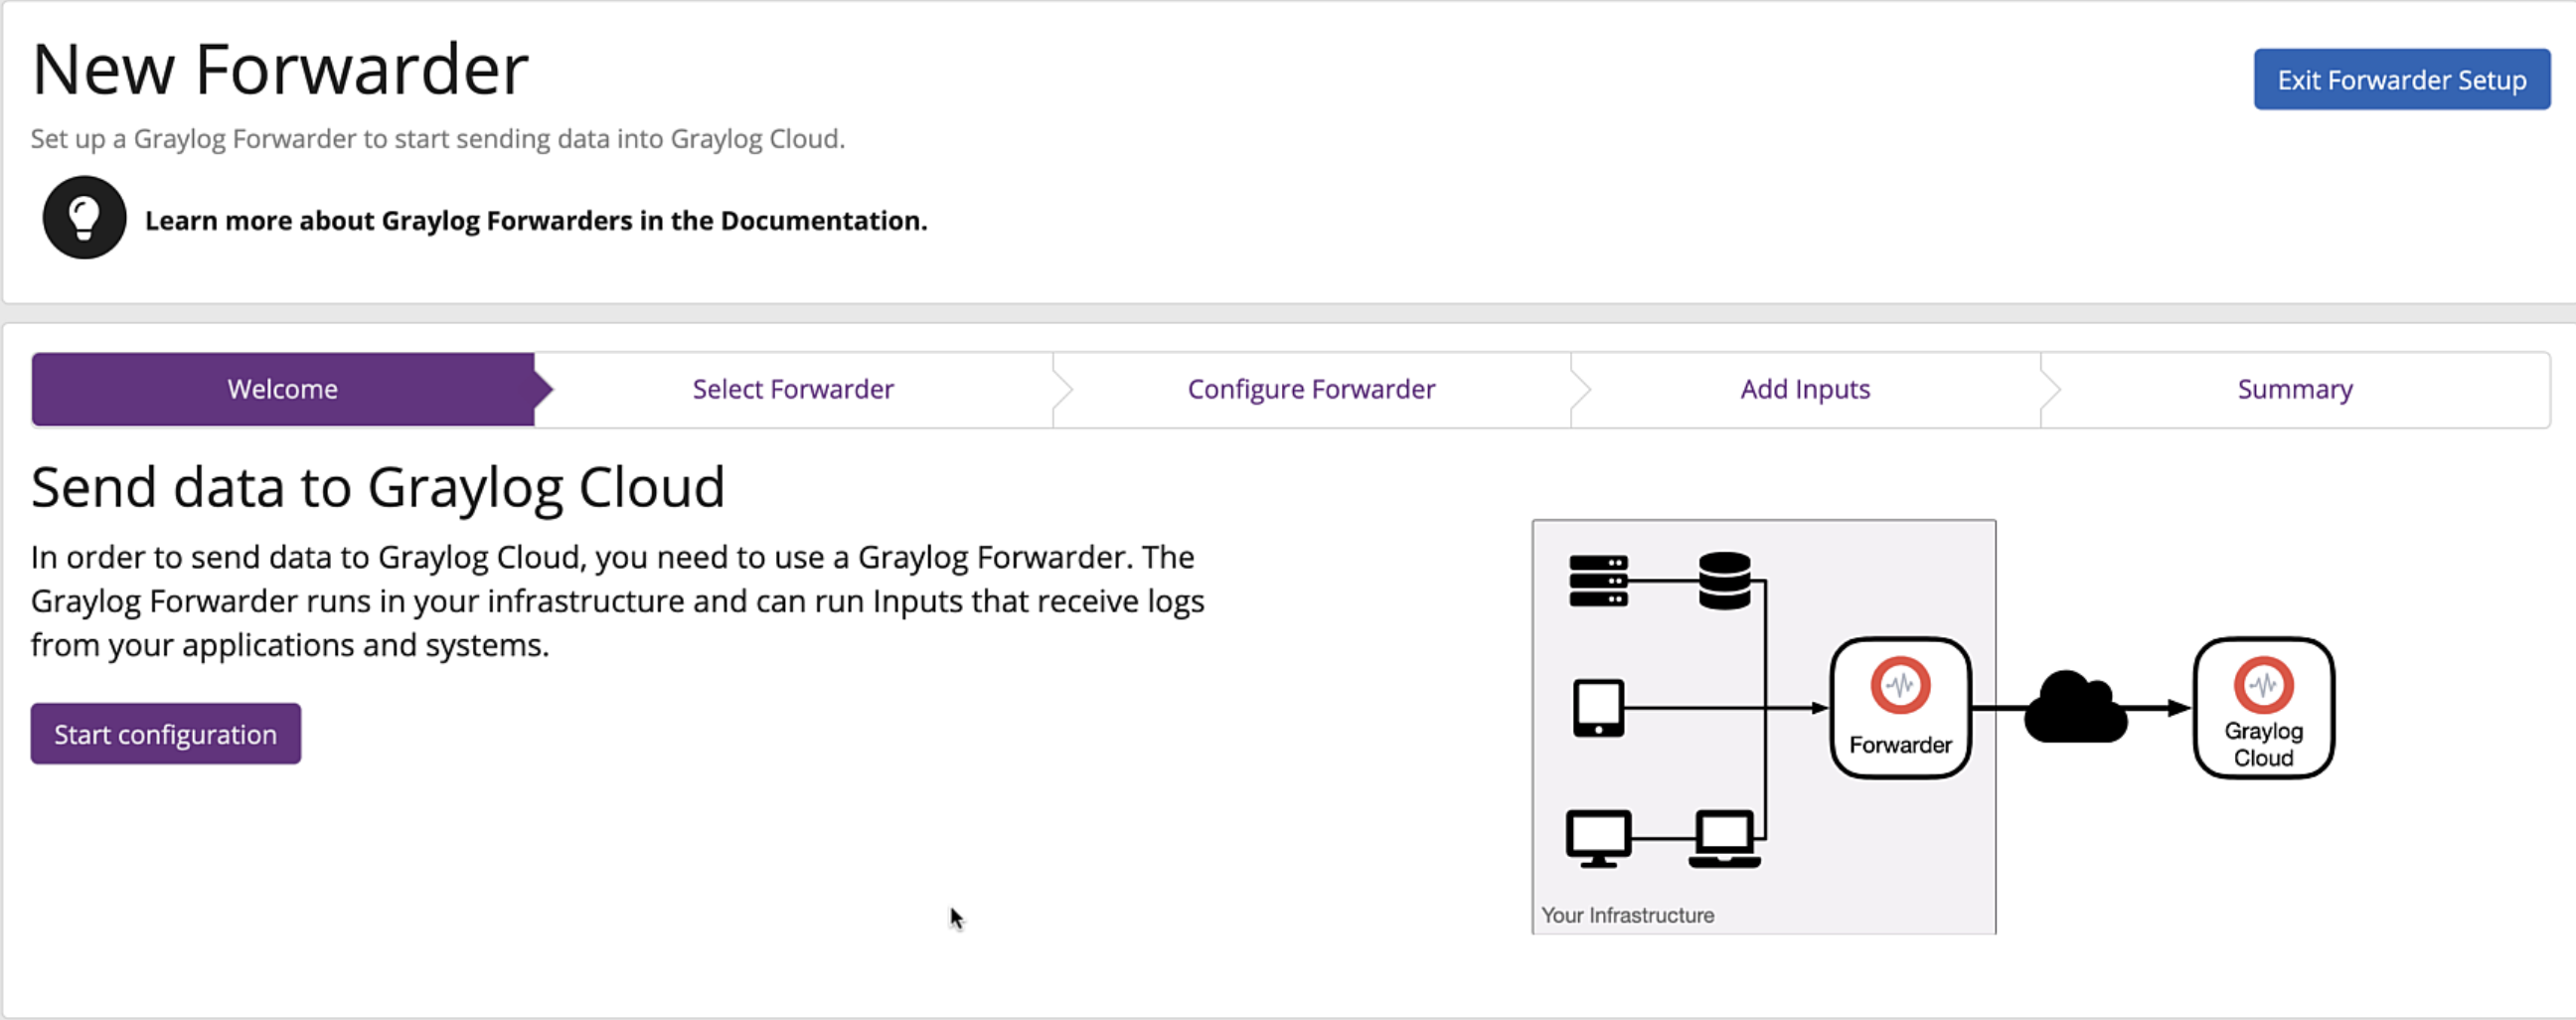 New Forwarder
Exit Forwarder Setup
Set up a Graylog Forwarder to start sending data into Graylog Cloud.
Learn more about Graylog Forwarders in the Documentation.
Welcome
Select Forwarder
Configure Forwarder
Add Inputs
Summary
Send data to Graylog Cloud
In order to send data to Graylog Cloud, you need to use a Graylog Forwarder. The
Graylog Forwarder runs in your infrastructure and can run Inputs that receive logs
from your applications and systems.
Start configuration
Forwarder
Graylog
Cloud
Your Infrastructure